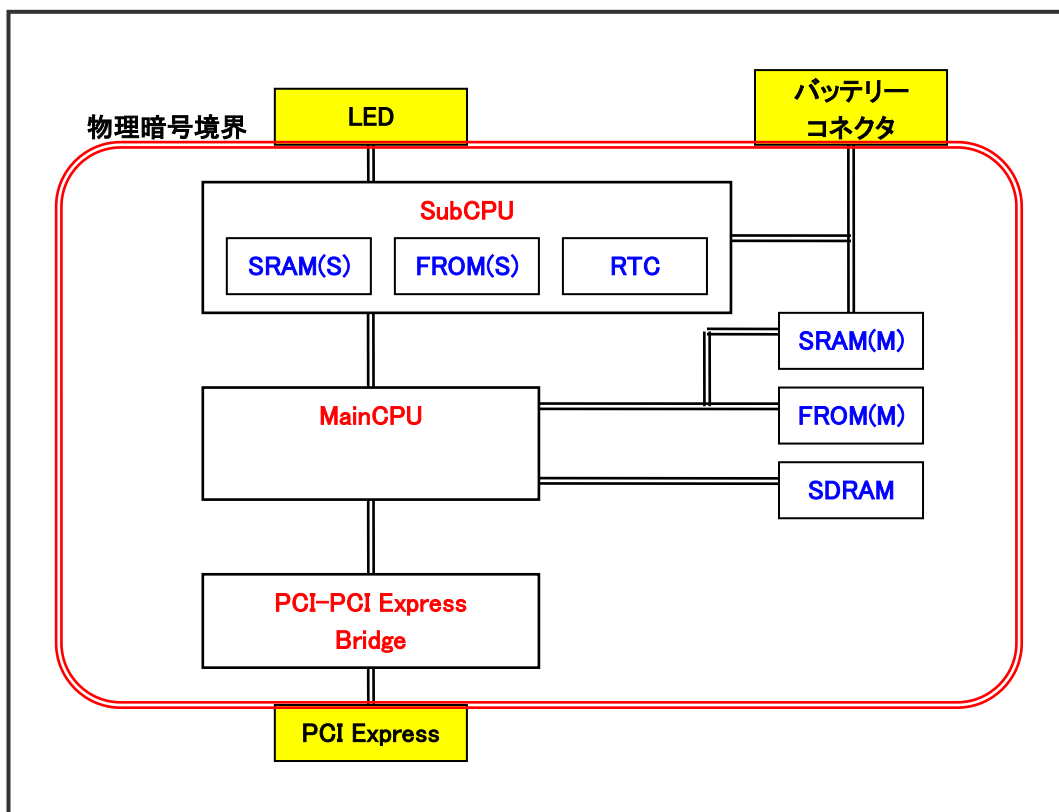 LED
バッテリー
コネクタ
物理暗号境界
SubCPU
SRAM(S)
FROM(S)
RTC
SRAM(M)
MainCPU
FROM(M)
SDRAM
PCI-PCI Express
Bridge
PCI Express